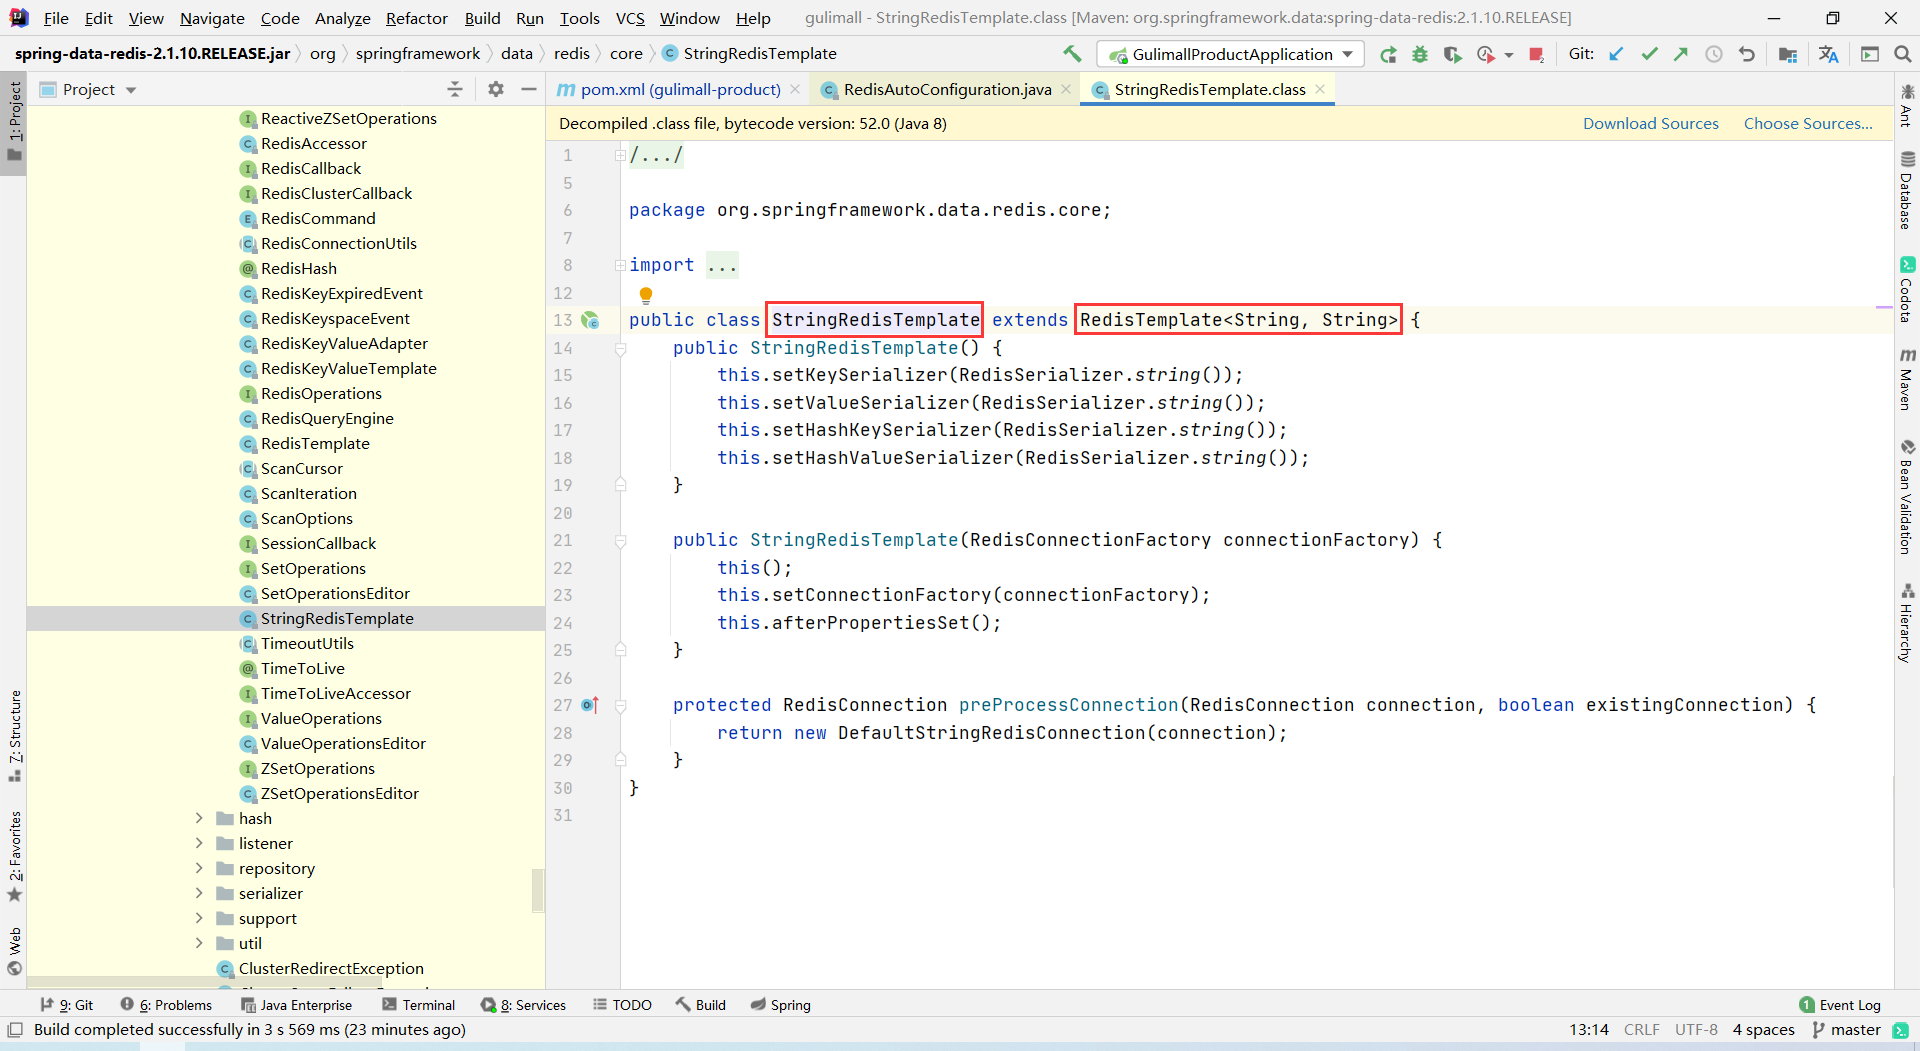 File Edit View Navigate Code Analyze Refactor Build Run Tools VCS Window Help gulimall - StringRedisTemplate.class [Maven: org.springframework.data:spring-data-redis:2.1.10.RELEASE]
spring-data-redis-2.1.10.RELEASE.jar org springframework data redis core StringRedisTemplate GulimallProductApplication Git:
Project
pom.xml (gulimall-product) RedisAutoConfiguration.java StringRedisTemplate.class
Decompiled .class file, bytecode version: 52.0 (Java 8) Download Sources Choose Sources...
1: Project
7: Structure
2: Favorites
Web
ReactiveZSetOperations
RedisAccessor
RedisCallback
RedisClusterCallback
RedisCommand
RedisConnectionUtils
RedisHash
RedisKeyExpiredEvent
RedisKeyspaceEvent
RedisKeyValueAdapter
RedisKeyValueTemplate
RedisOperations
RedisQueryEngine
RedisTemplate
ScanCursor
ScanIteration
ScanOptions
SessionCallback
SetOperations
SetOperationsEditor
StringRedisTemplate
TimeoutUtils
TimeToLive
TimeToLiveAccessor
ValueOperations
ValueOperationsEditor
ZSetOperations
ZSetOperationsEditor
hash
listener
repository
serializer
support
util
ClusterRedirectException
1 /.../
5
6 package org.springframework.data.redis.core;
7
8 import ...
12
13 public class StringRedisTemplate extends RedisTemplate<String, String> {
14 public StringRedisTemplate() {
15 this.setKeySerializer(RedisSerializer.string());
16 this.setValueSerializer(RedisSerializer.string());
17 this.setHashKeySerializer(RedisSerializer.string());
18 this.setHashValueSerializer(RedisSerializer.string());
19 }
20
21 public StringRedisTemplate(RedisConnectionFactory connectionFactory) {
22 this();
23 this.setConnectionFactory(connectionFactory);
24 this.afterPropertiesSet();
25 }
26
27 protected RedisConnection preProcessConnection(RedisConnection connection, boolean existingConnection) {
28 return new DefaultStringRedisConnection(connection);
29 }
30 }
31
Ant
Database
Codota
Maven
Bean Validation
Hierarchy
9: Git 6: Problems Java Enterprise Terminal 8: Services TODO Build Spring 1 Event Log
Build completed successfully in 3 s 569 ms (23 minutes ago) 13:14 CRLF UTF-8 4 spaces master